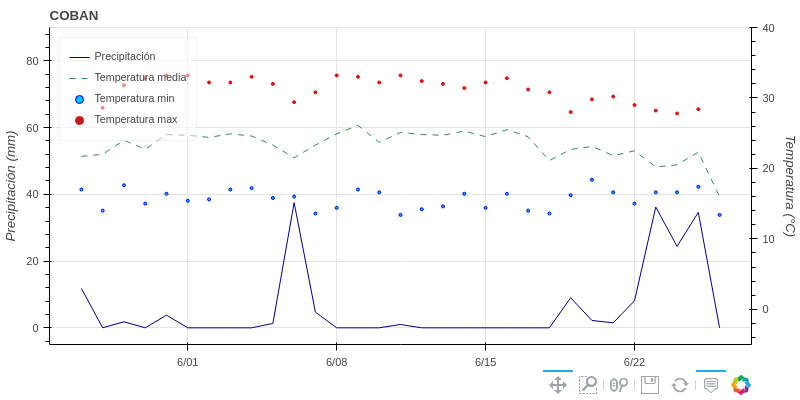 COBAN
Precipitación
Temperatura media
Temperatura min
Temperatura max
Precipitación (mm)
80
60
40
20
0
Temperatura (°C)
40
30
20
10
0
6/01 6/08 6/15 6/22